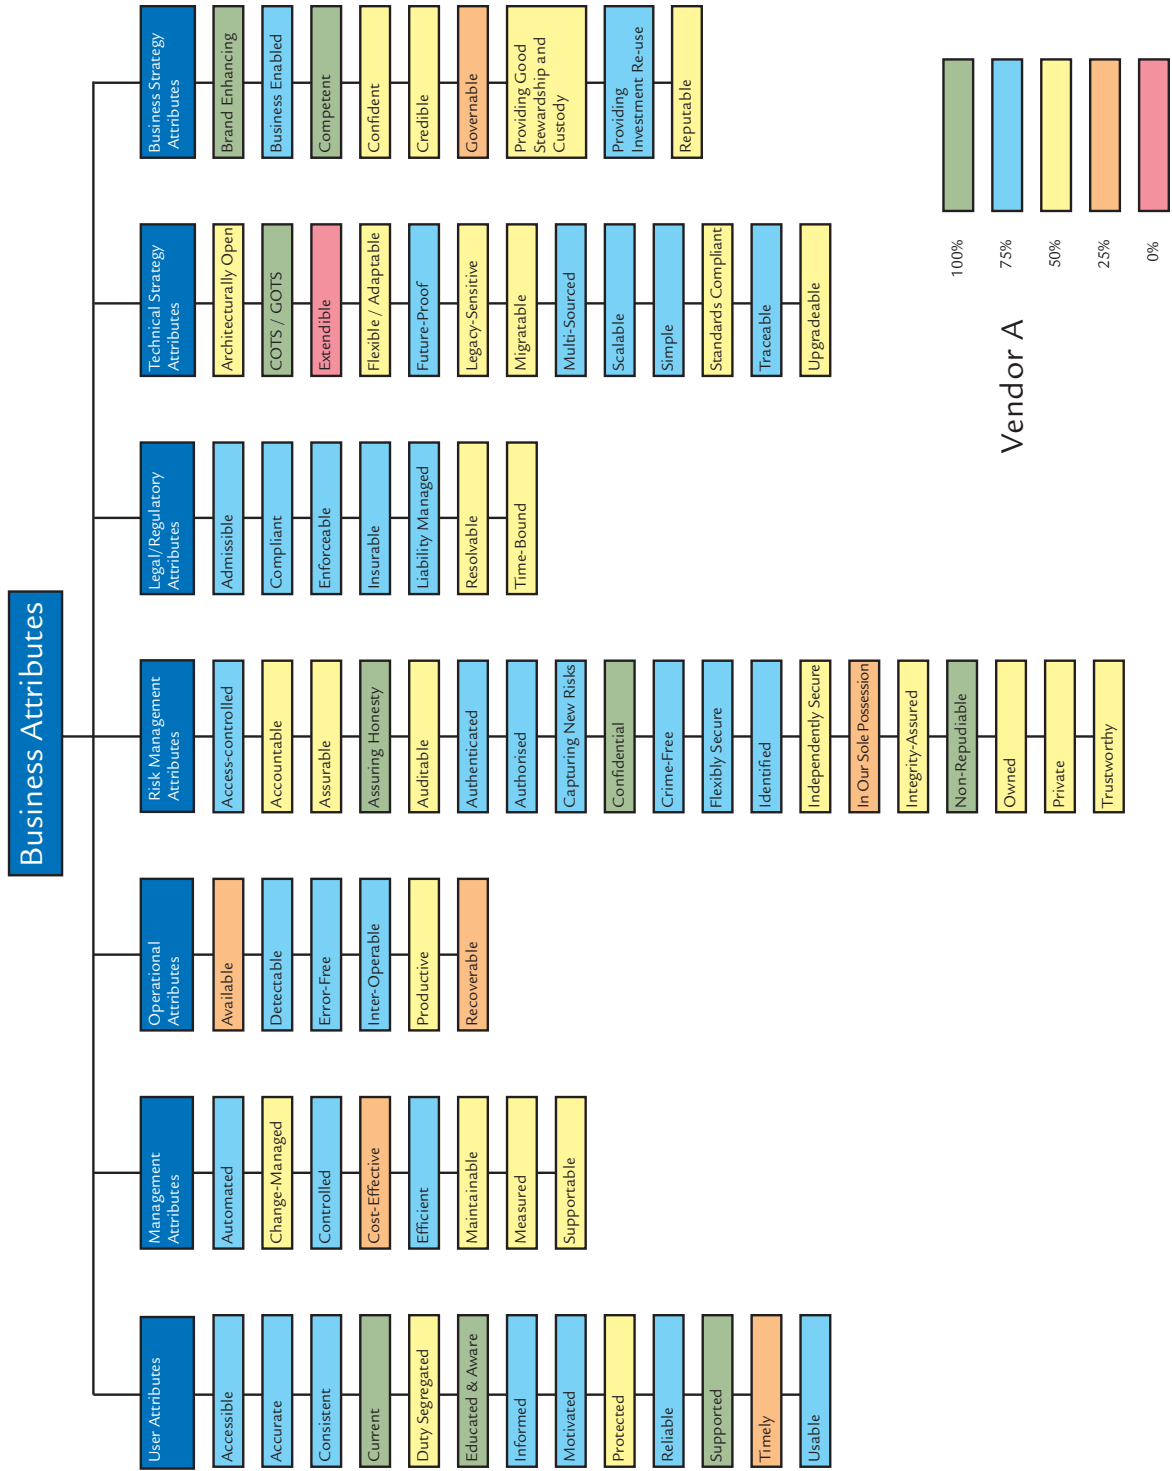 Business Attributes
User Attributes
Accessible
Accurate
Consistent
Current
Duty Segregated
Educated & Aware
Informed
Motivated
Protected
Reliable
Supported
Timely
Usable
Management
Attributes
Automated
Change-Managed
Controlled
Cost-Effective
Efficient
Maintainable
Measured
Supportable
Operational
Attributes
Available
Detectable
Error-Free
Inter-Operable
Productive
Recoverable
Risk Management
Attributes
Access-controlled
Accountable
Assurable
Assuring Honesty
Auditable
Authenticated
Authorised
Capturing New Risks
Confidential
Crime-Free
Flexibly Secure
Identified
Independently Secure
In Our Sole Possession
Integrity-Assured
Non-Repudiable
Owned
Private
Trustworthy
Legal/Regulatory
Attributes
Admissible
Compliant
Enforceable
Insurable
Liability Managed
Resolvable
Time-Bound
Technical Strategy
Attributes
Architecturally Open
COTS / GOTS
Extendible
Flexible / Adaptable
Future-Proof
Legacy-Sensitive
Migratable
Multi-Sourced
Scalable
Simple
Standards Compliant
Traceable
Upgradeable
Business Strategy
Attributes
Brand Enhancing
Business Enabled
Competent
Confident
Credible
Governable
Providing Good
Stewardship and
Custody
Providing
Investment Re-use
Reputable
Vendor A
100%
75%
50%
25%
0%